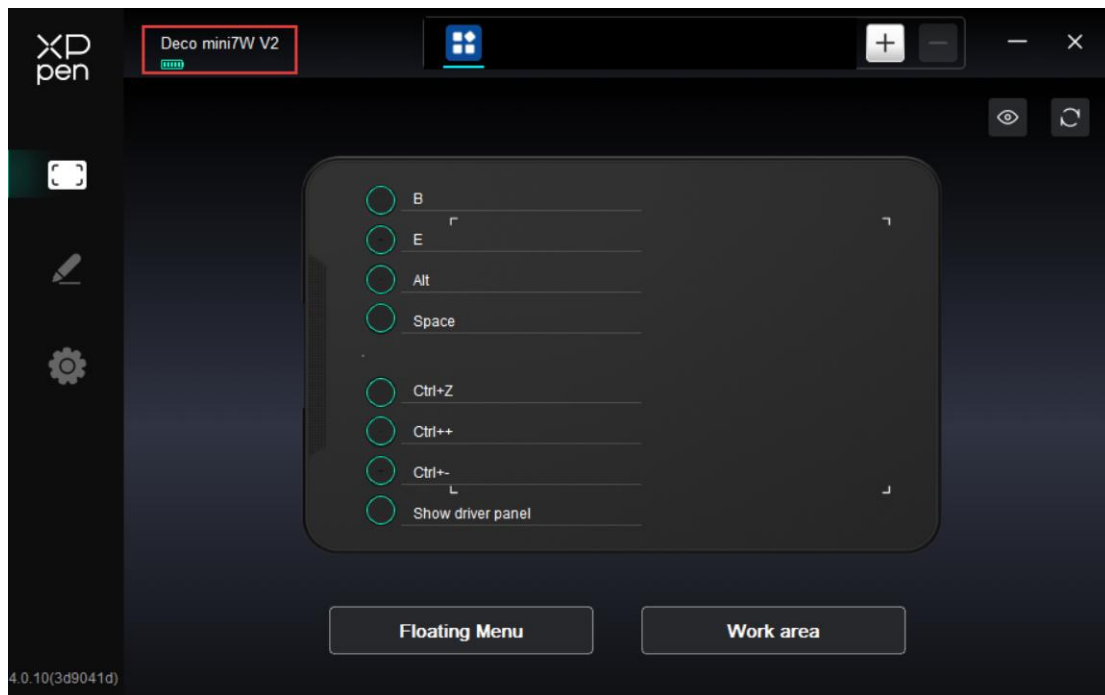 XP
pen
Deco mini7W V2
B
E
Alt
Space
Ctrl+Z
Ctrl++
Ctrl+-
Show driver panel
Floating Menu
Work area
4.0.10(3d9041d)